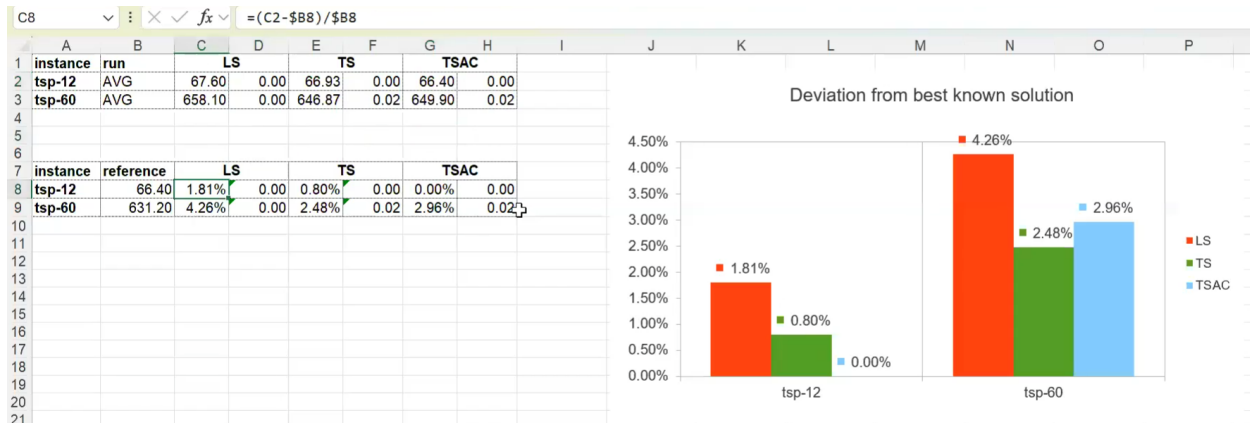 C8 fx =(C2-$B8)/$B8
A B C D E F G H I J K L M N O P
1 instance run LS TS TSAC
2 tsp-12 AVG 67.60 0.00 66.93 0.00 66.40 0.00
3 tsp-60 AVG 658.10 0.00 646.87 0.02 649.90 0.02
4
5
6
7 instance reference LS TS TSAC
8 tsp-12 66.40 1.81% 0.00 0.80% 0.00 0.00% 0.00
9 tsp-60 631.20 4.26% 0.00 2.48% 0.02 2.96% 0.02
10
11
12
13
14
15
16
17
18
19
20
21
Deviation from best known solution
4.50%
4.00%
3.50%
3.00%
2.50%
2.00%
1.50%
1.00%
0.50%
0.00%
1.81%
0.80%
0.00%
4.26%
2.48%
2.96%
tsp-12 tsp-60
LS
TS
TSAC